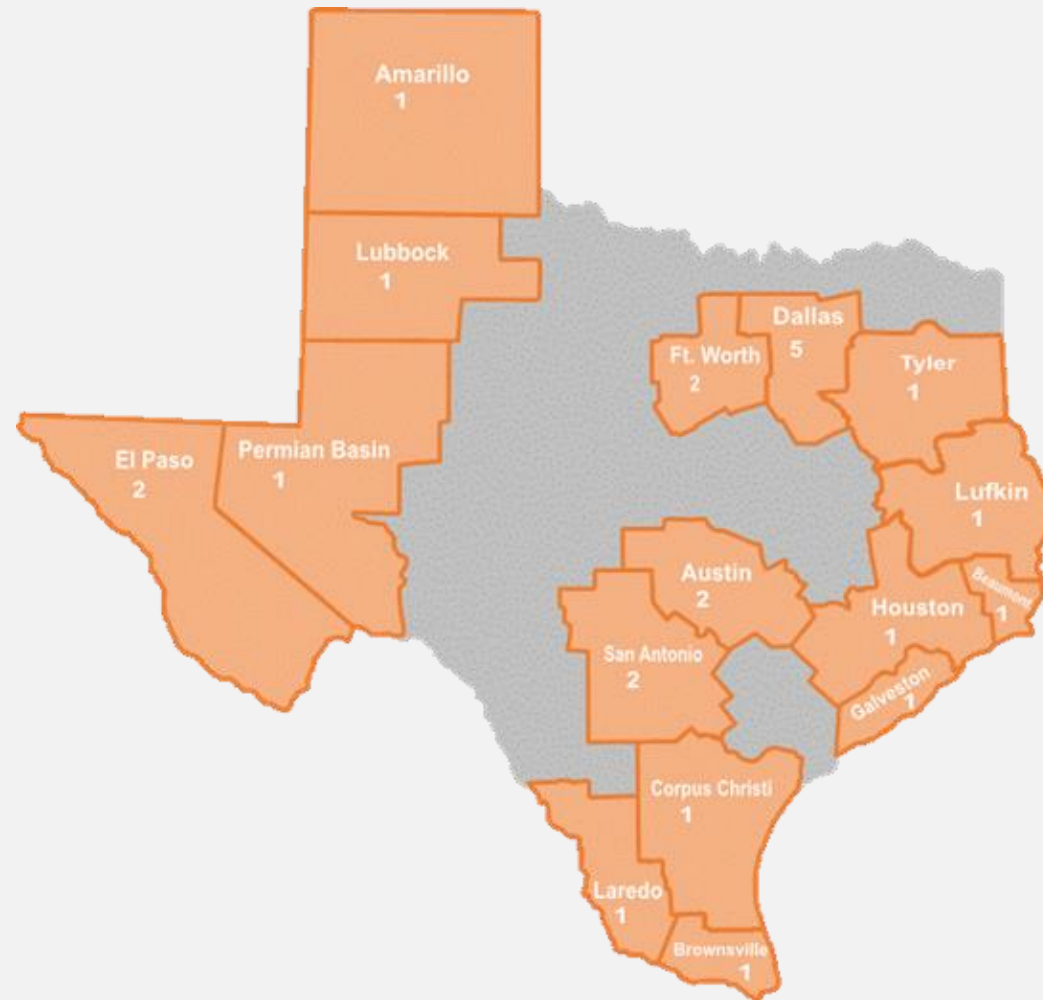 Amarillo
1
Lubbock
1
Dallas
5
Ft. Worth
2
Tyler
1
El Paso
2
Permian Basin
1
Lufkin
1
Austin
2
Beaumont
1
Houston
1
San Antonio
2
Galveston
1
Corpus Christi
1
Laredo
1
Brownsville
1